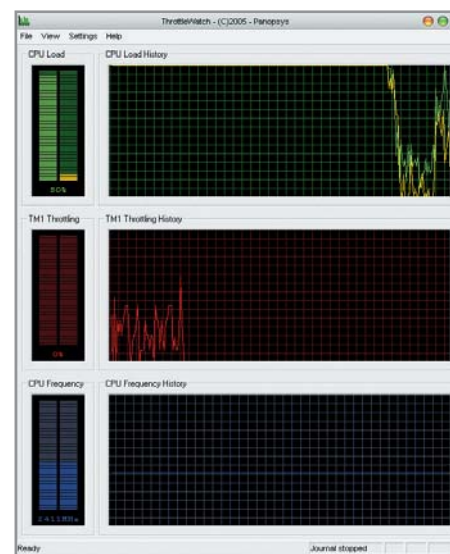 ThrottleWatch - (C)2005 - Panopsys
File View Settings Help
CPU Load
CPU Load History
50%
TM1 Throttling
TM1 Throttling History
0%
CPU Frequency
CPU Frequency History
2411MHz
Ready
Journal stopped